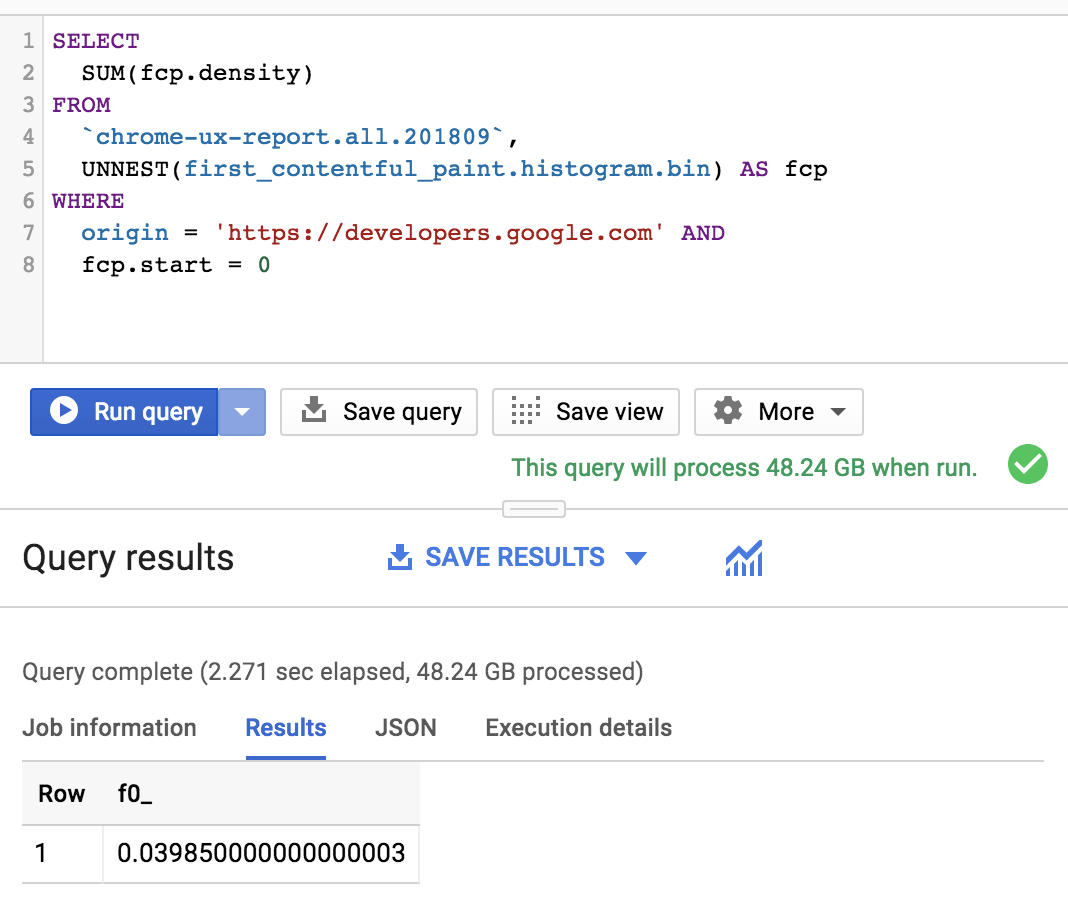 1 SELECT
2 SUM(fcp.density)
3 FROM
4 `chrome-ux-report.all.201809`,
5 UNNEST(first_contentful_paint.histogram.bin) AS fcp
6 WHERE
7 origin = 'https://developers.google.com' AND
8 fcp.start = 0
Run query Save query Save view More
This query will process 48.24 GB when run.
Query results SAVE RESULTS
Query complete (2.271 sec elapsed, 48.24 GB processed)
Job information Results JSON Execution details
Row f0_
1 0.039850000000000003